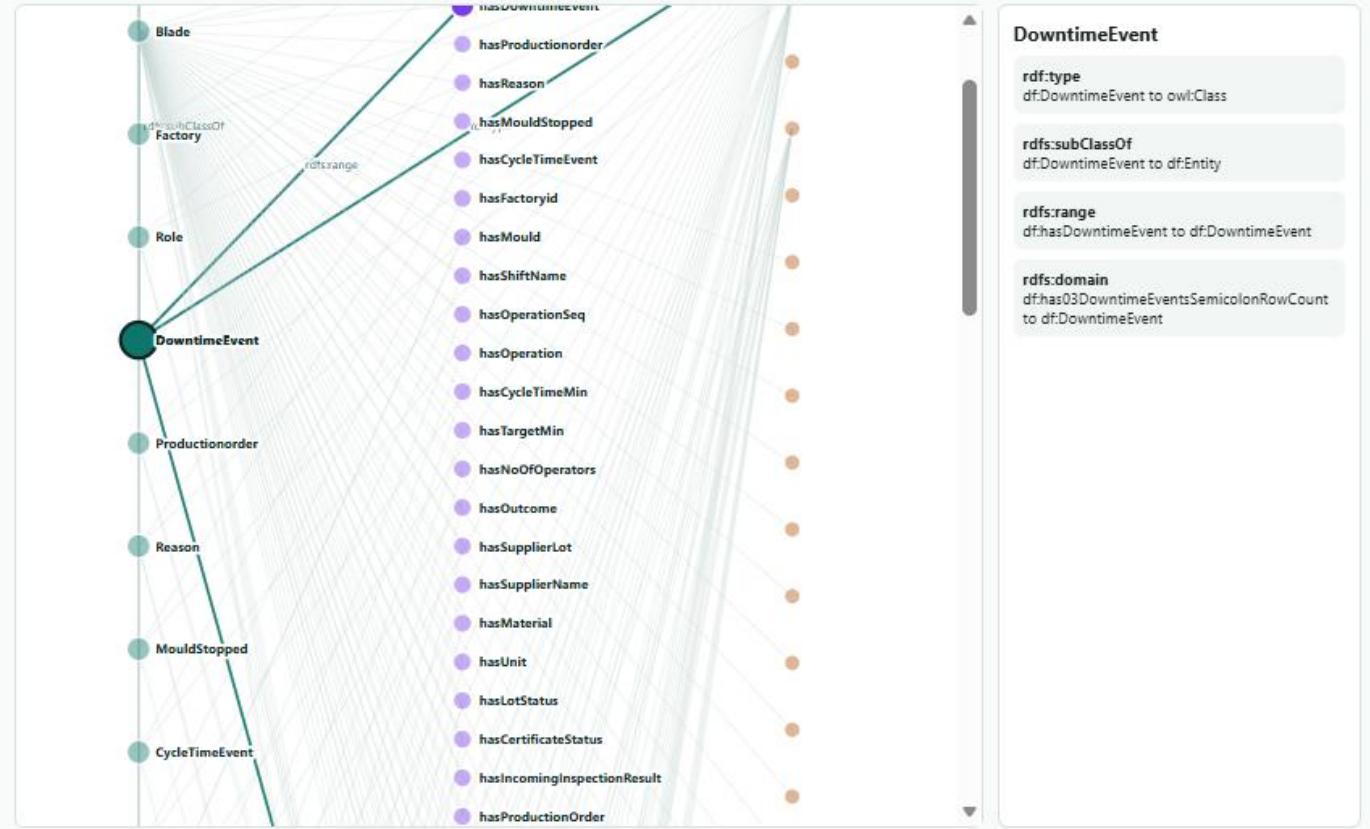 hasDowntimeEvent
Blade
hasProductionorder
hasReason
hasMouldStopped
rdfs:subClassOf
Factory
rdfs:range
hasCycleTimeEvent
hasFactoryid
Role
hasMould
hasShiftName
hasOperationSeq
DowntimeEvent
hasOperation
hasCycleTimeMin
hasTargetMin
Productionorder
hasNoOfOperators
hasOutcome
Reason
hasSupplierLot
hasSupplierName
hasMaterial
MouldStopped
hasUnit
hasLotStatus
hasCertificateStatus
CycleTimeEvent
hasIncomingInspectionResult
hasProductionOrder
DowntimeEvent
rdf:type
df:DowntimeEvent to owl:Class
rdfs:subClassOf
df:DowntimeEvent to df:Entity
rdfs:range
df:hasDowntimeEvent to df:DowntimeEvent
rdfs:domain
df:has03DowntimeEventsSemicolonRowCount
to df:DowntimeEvent